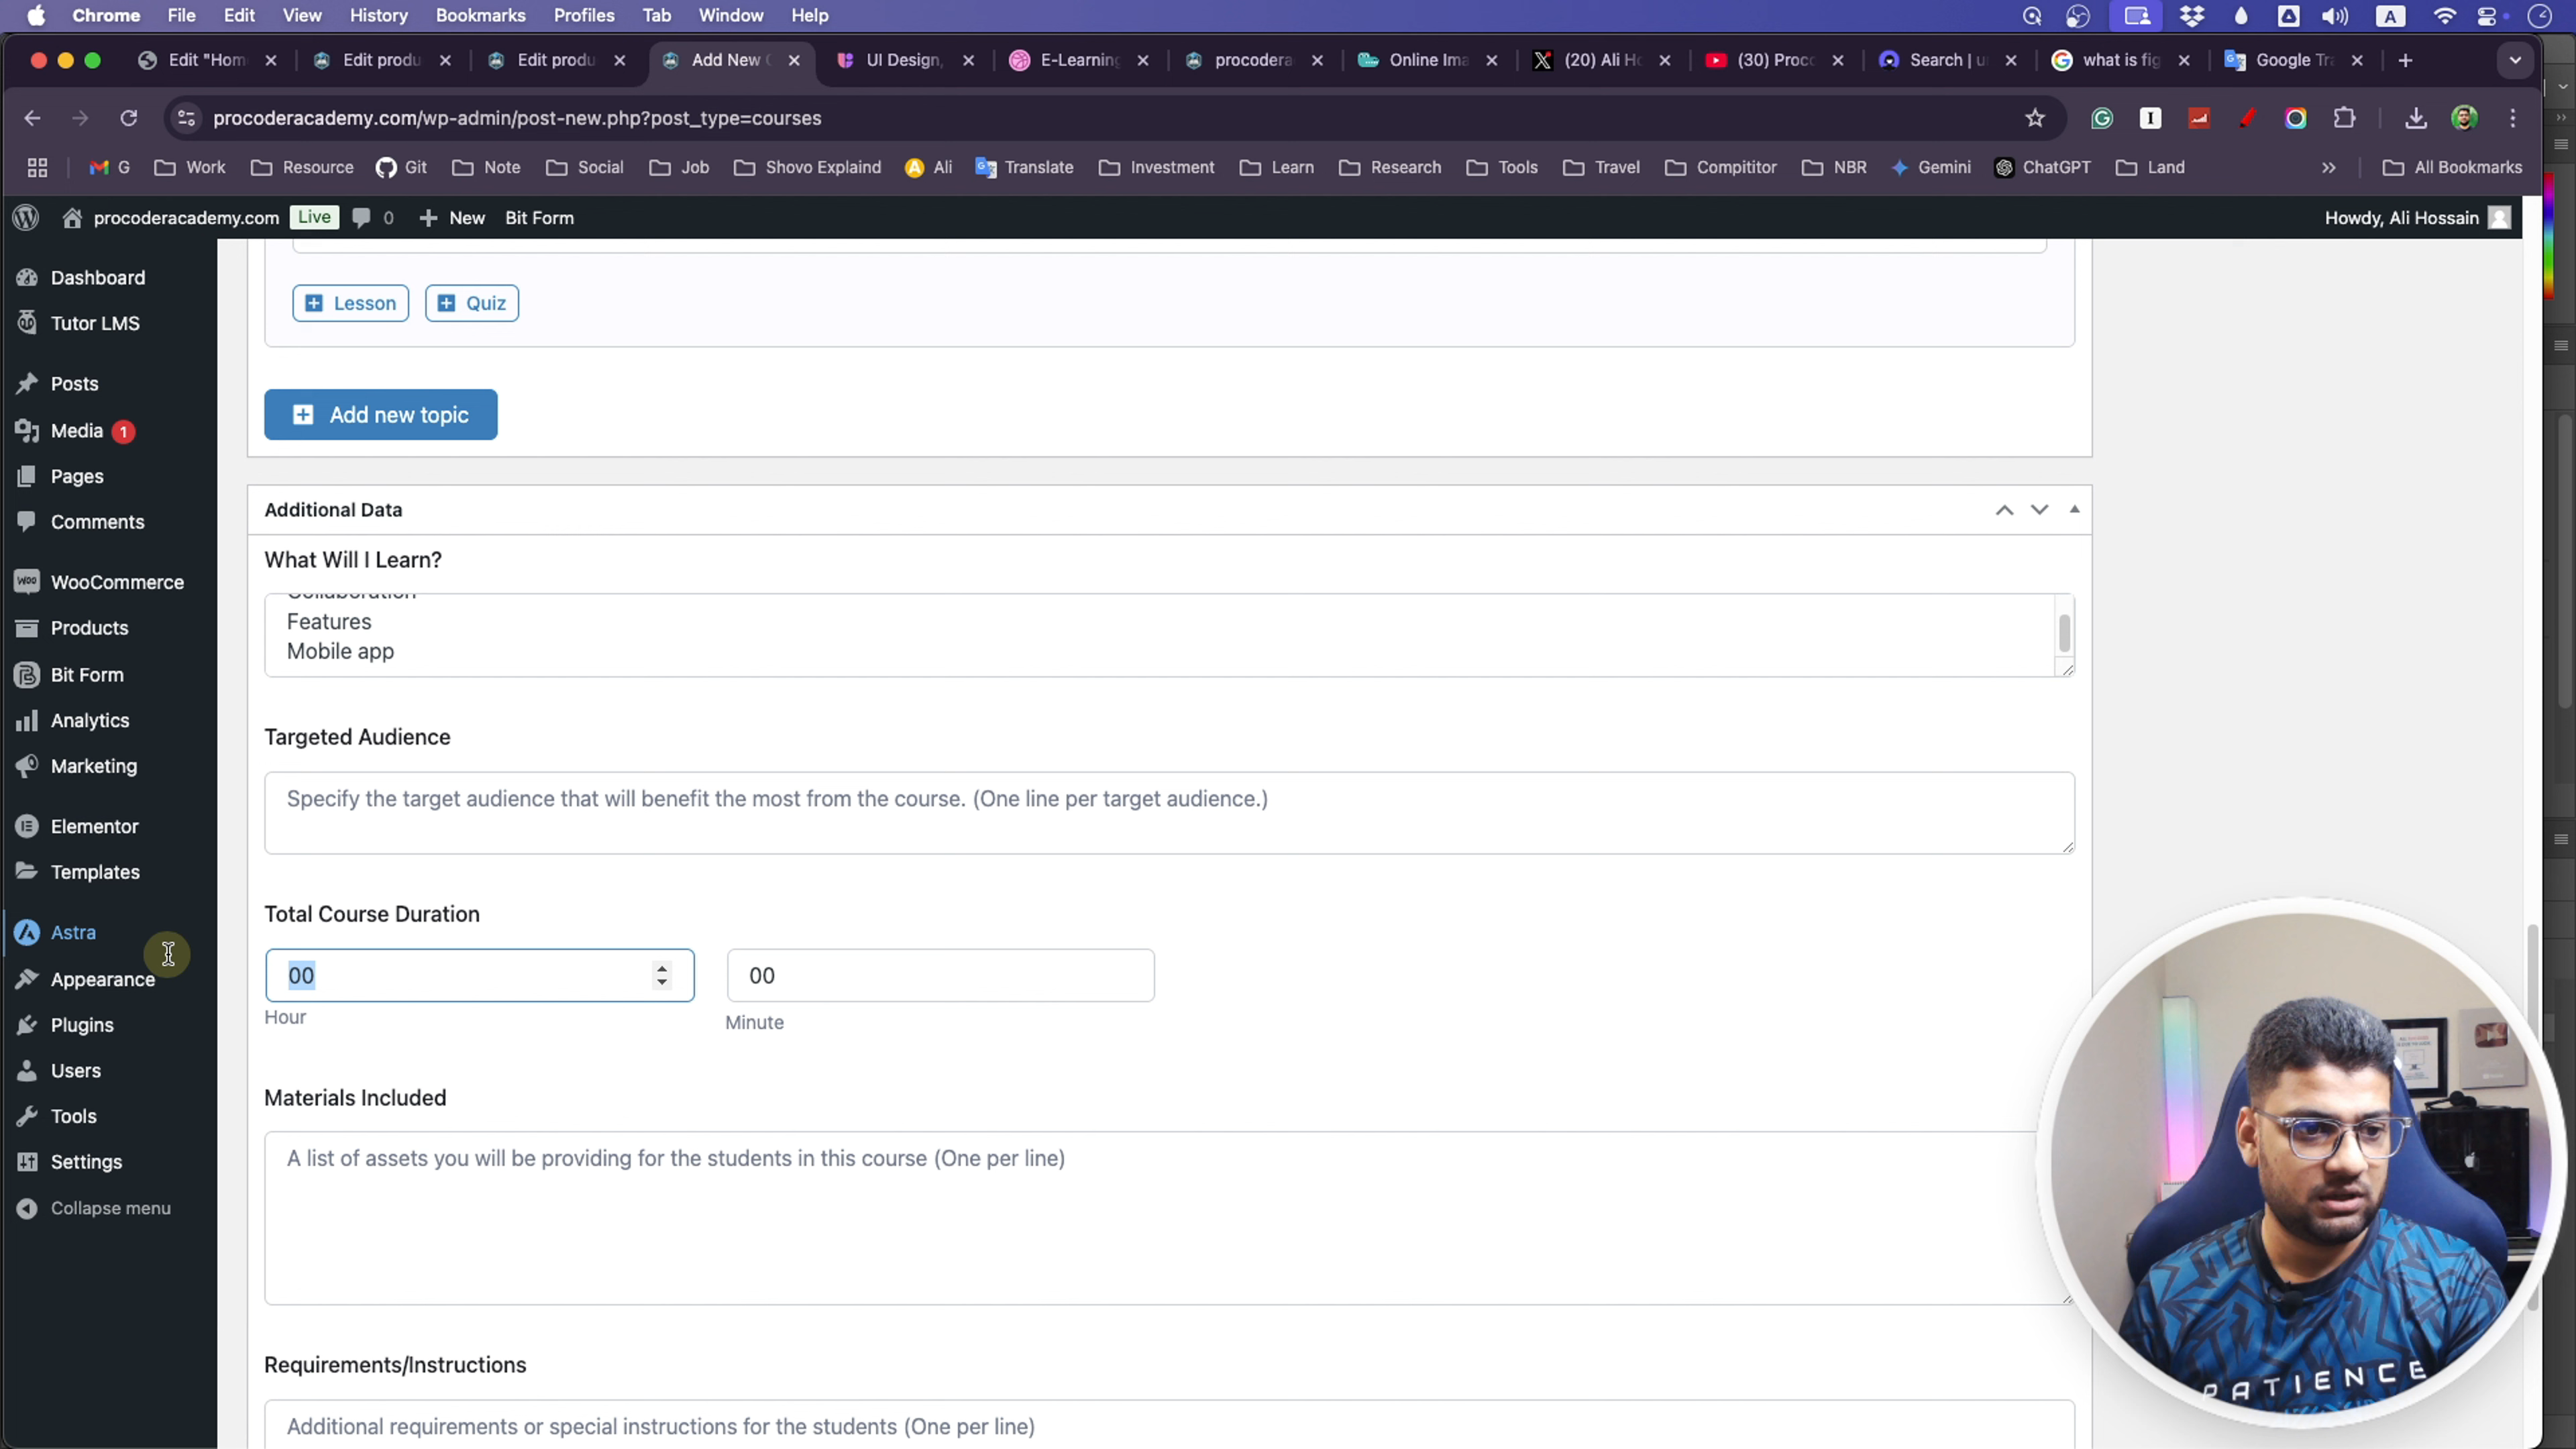 Chrome File Edit View History Bookmarks Profiles Tab Window Help
Edit "Hom Edit produ Edit produ Add New C UI Design, E-Learning procodera Online Ima (20) Ali Ho (30) Proco Search | u what is fig Google Tra
procoderacademy.com/wp-admin/post-new.php?post_type=courses
G Work Resource Git Note Social Job Shovo Explaind Ali Translate Investment Learn Research Tools Travel Compititor NBR Gemini ChatGPT Land All Bookmarks
procoderacademy.com Live 0 New Bit Form Howdy, Ali Hossain
Dashboard
Tutor LMS
Posts
Media 1
Pages
Comments
WooCommerce
Products
Bit Form
Analytics
Marketing
Elementor
Templates
Astra
Appearance
Plugins
Users
Tools
Settings
Collapse menu
Lesson Quiz
Add new topic
Additional Data
What Will I Learn?
Collaboration
Features
Mobile app
Targeted Audience
Specify the target audience that will benefit the most from the course. (One line per target audience.)
Total Course Duration
00 00
Hour Minute
Materials Included
A list of assets you will be providing for the students in this course (One per line)
Requirements/Instructions
Additional requirements or special instructions for the students (One per line)
PATIENCE